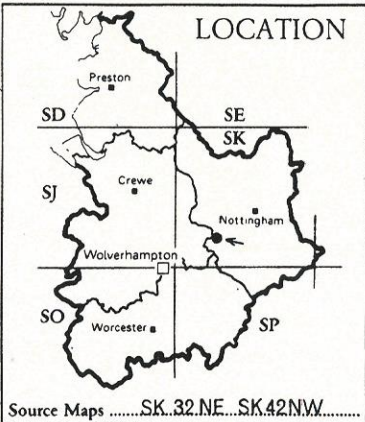 LOCATION
Preston
SD
SE
SK
SJ
Crewe
Nottingham
Wolverhampton
SO
Worcester
SP
Source Maps ......SK 32 NE...SK42NW.........